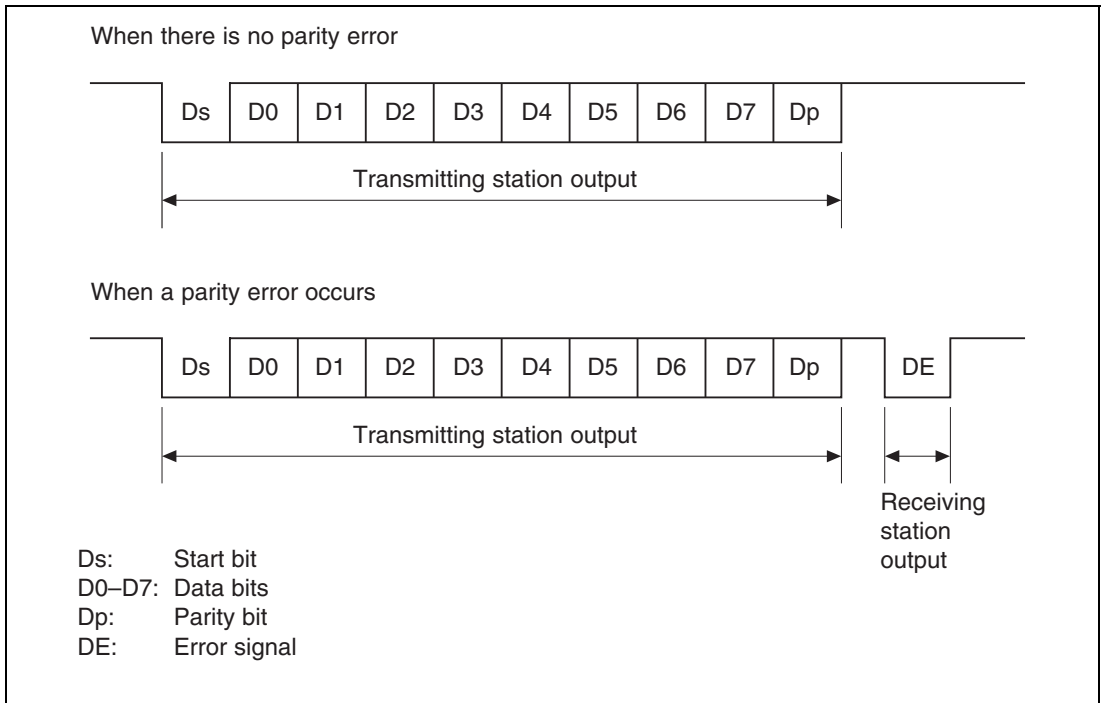 When there is no parity error
Ds D0 D1 D2 D3 D4 D5 D6 D7 Dp
Transmitting station output
When a parity error occurs
Ds D0 D1 D2 D3 D4 D5 D6 D7 Dp DE
Transmitting station output
Receiving
station
output
Ds: Start bit
D0–D7: Data bits
Dp: Parity bit
DE: Error signal